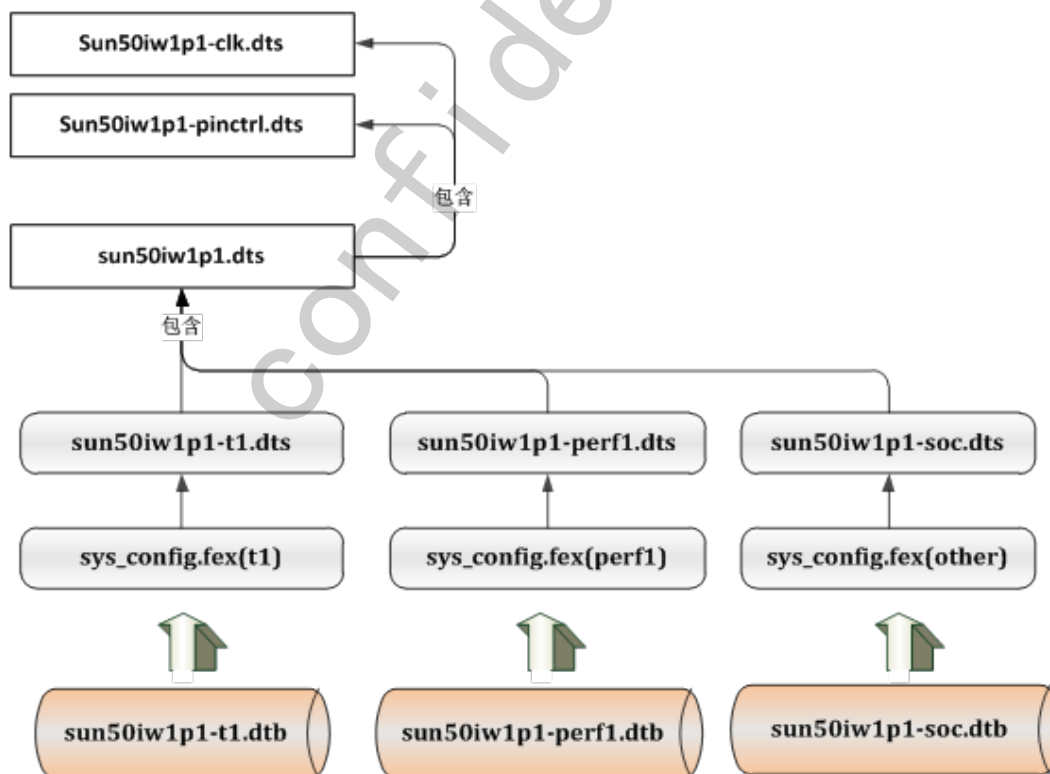 Sun50iw1p1-clk.dts
Sun50iw1p1-pinctrl.dts
包含
sun50iw1p1.dts
包含
sun50iw1p1-t1.dts
sun50iw1p1-perf1.dts
sun50iw1p1-soc.dts
sys_config.fex(t1)
sys_config.fex(perf1)
sys_config.fex(other)
sun50iw1p1-t1.dtb
sun50iw1p1-perf1.dtb
sun50iw1p1-soc.dtb
confide